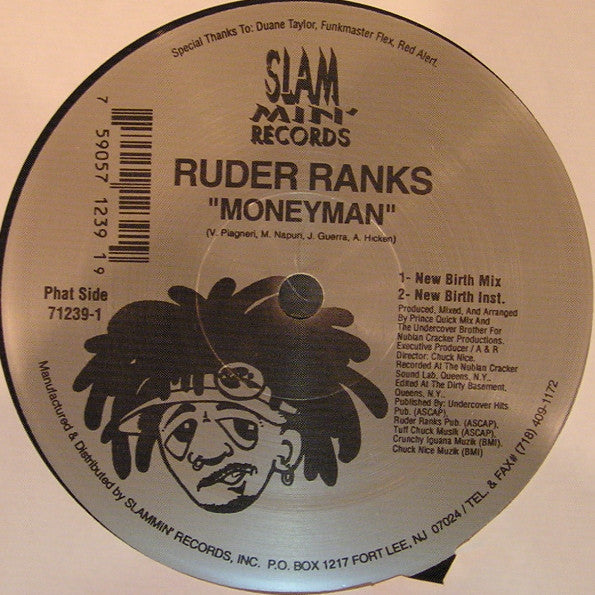 Special Thanks To: Duane Taylor, Funkmaster Flex, Red Alert.
SLAM
MIN'
RECORDS
RUDER RANKS
"MONEYMAN"
(V. Piagneri, M. Napuri, J. Guerra, A. Hicken)
7 59057 1239 1 9
Phat Side
71239-1
1- New Birth Mix
2- New Birth Inst.
Produced, Mixed, And Arranged
By Prince Quick Mix And
The Undercover Brother For
Nubian Cracker Productions.
Executive Producer / A & R
Director: Chuck Nice.
Recorded At The Nubian Cracker
Sound Lab, Queens, N.Y.
Edited At The Dirty Basement,
Queens, N.Y.
Published By: Undercover Hits
Pub. (ASCAP),
Ruder Ranks Pub. (ASCAP),
Tuff Chuck Musik (ASCAP),
Crunchy Iguana Muzik (BMI),
Chuck Nice Muzik (BMI)
Manufactured & Distributed by SLAMMIN' RECORDS, INC. P.O. BOX 1217 FORT LEE, NJ 07024 / TEL. & FAX# (718) 409-1172